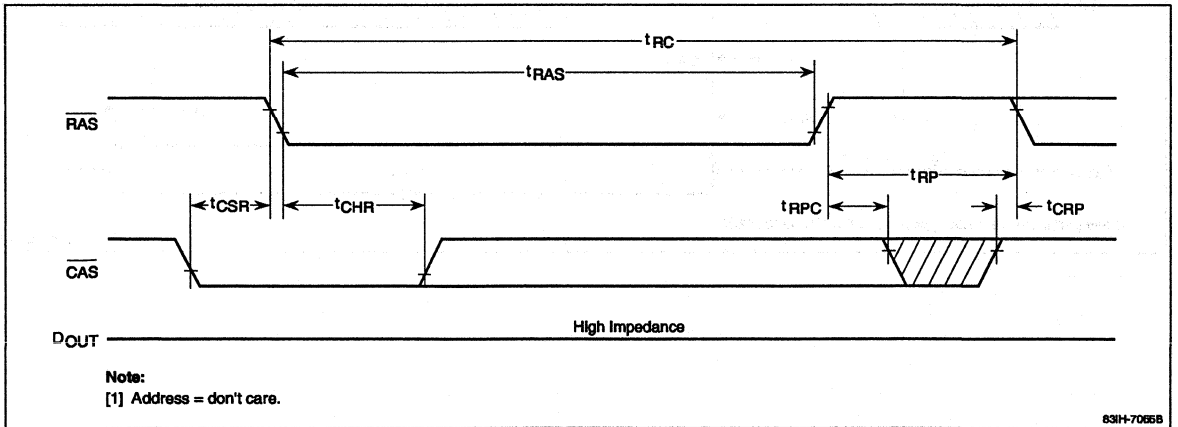 tRC
tRAS
RAS
tRP
tCSR
tCHR
tRPC
tCRP
CAS
High Impedance
DOUT
Note:
[1] Address = don't care.
83IH-7065B